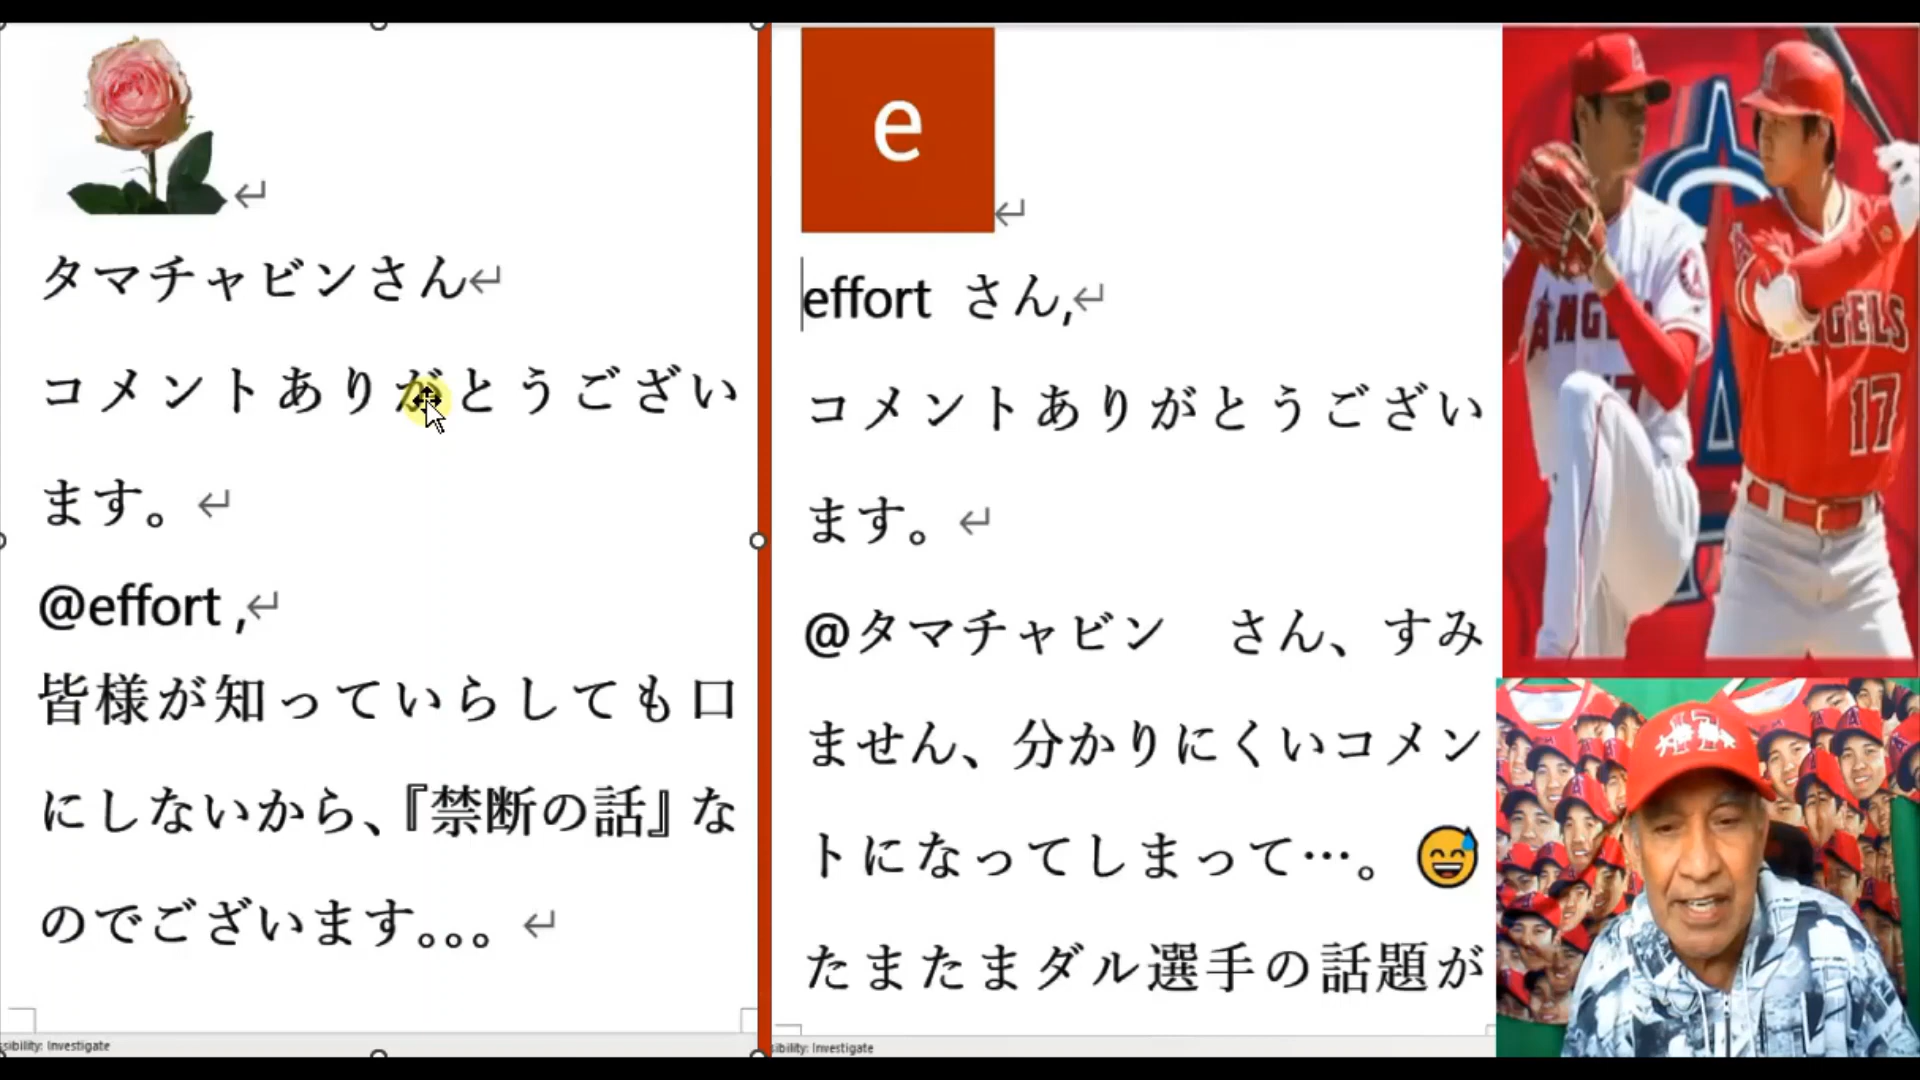 タマチャビンさん
コメントありがとうござい
ます。
@effort ,
皆様が知っていらしても口
にしないから、『禁断の話』な
のでございます。。。
sibility: Investigate
e
effort さん,
コメントありがとうござい
ます。
@タマチャビン　さん、すみ
ません、分かりにくいコメン
トになってしまって…。😅
たまたまダル選手の話題が
sibility: Investigate
ANGELS
17